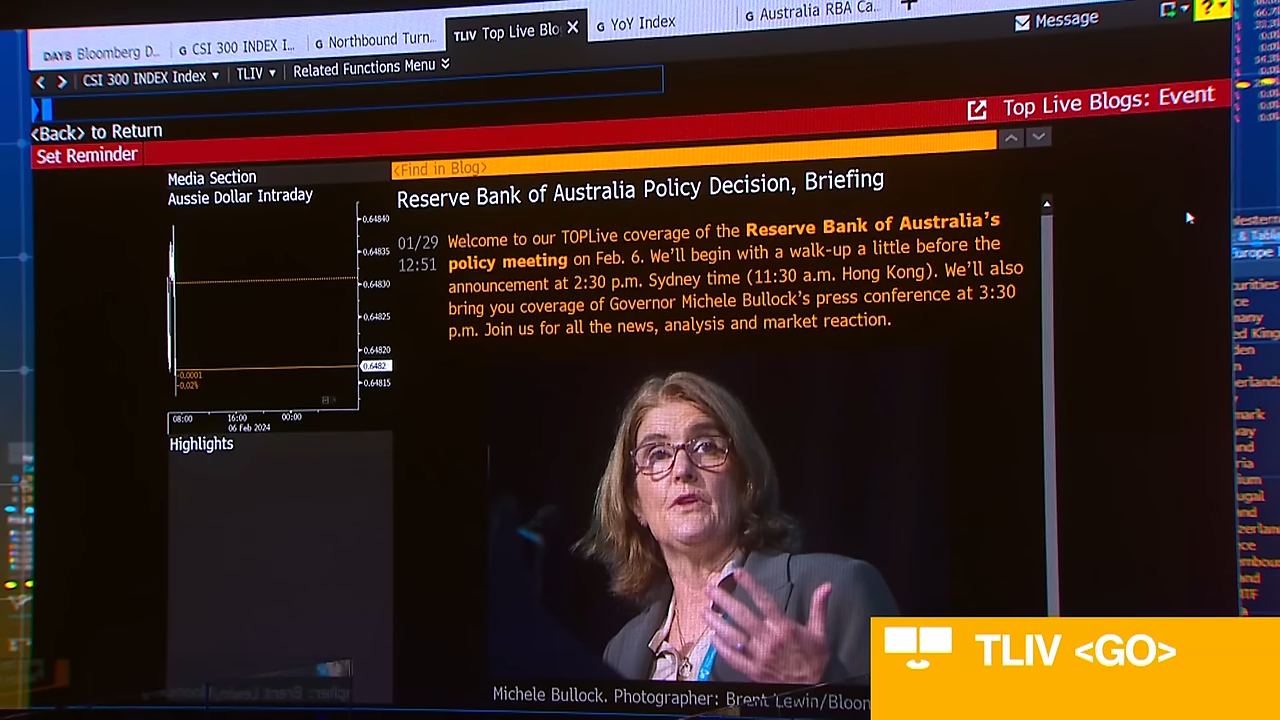 DAYB Bloomberg D..
G CSI 300 INDEX I...
G Northbound Turn..
TLIV Top Live Blo
G YoY Index
G Australia RBA Ca..
Message
CSI 300 INDEX Index
TLIV
Related Functions Menu
<Back> to Return
Top Live Blogs: Event
Set Reminder
Media Section
<Find in Blog>
Aussie Dollar Intraday
Reserve Bank of Australia Policy Decision, Briefing
01/29
12:51
Welcome to our TOPLive coverage of the Reserve Bank of Australia's
policy meeting on Feb. 6. We'll begin with a walk-up a little before the
announcement at 2:30 p.m. Sydney time (11:30 a.m. Hong Kong). We'll also
bring you coverage of Governor Michele Bullock's press conference at 3:30
p.m. Join us for all the news, analysis and market reaction.
0.64840
0.64835
0.64830
0.64825
0.64820
0.6482
0.64815
-0.0001
-0.02%
08:00
16:00
00:00
06 Feb 2024
Highlights
Michele Bullock. Photographer: Brent Lewin/Bloon
TLIV <GO>